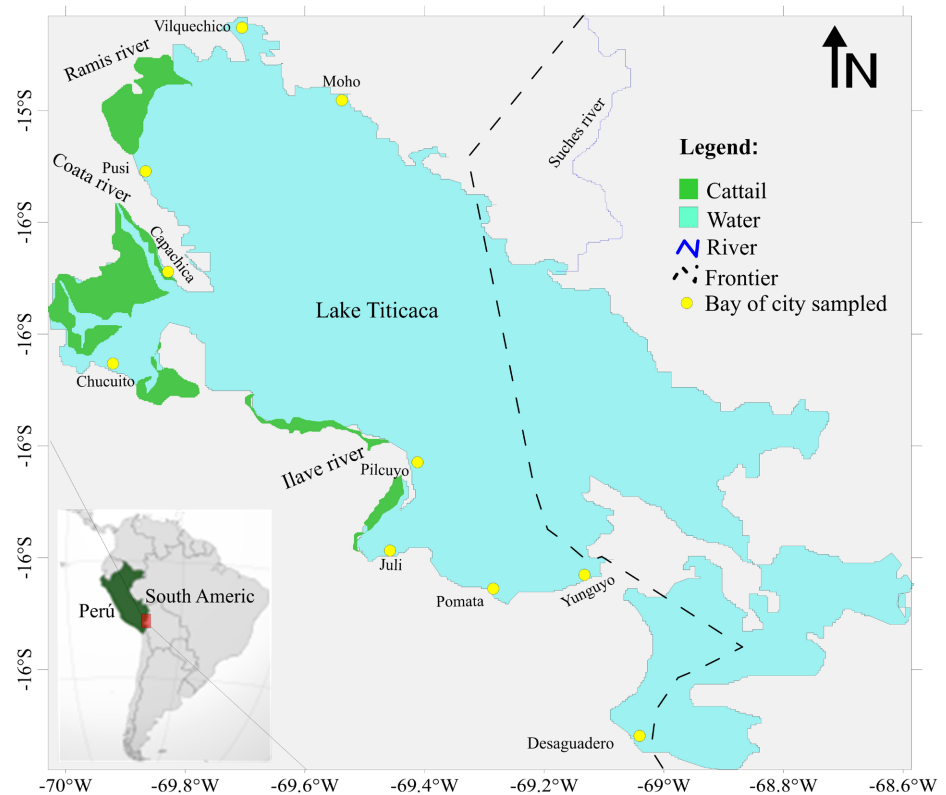 Vilquechico
Ramis river
Moho
-15°S
Suches river
Legend:
Cattail
Water
River
Frontier
Bay of city sampled
N
Pusi
Coata river
-16°S
Capachica
Lake Titicaca
-16°S
Chucuito
-16°S
Ilave river
Pilcuyo
-16°S
Juli
Pomata
Yunguyo
Perú
South Americ
-16°S
Desaguadero
-70°W
-69.8°W
-69.6°W
-69.4°W
-69.2°W
-69°W
-68.8°W
-68.6°W